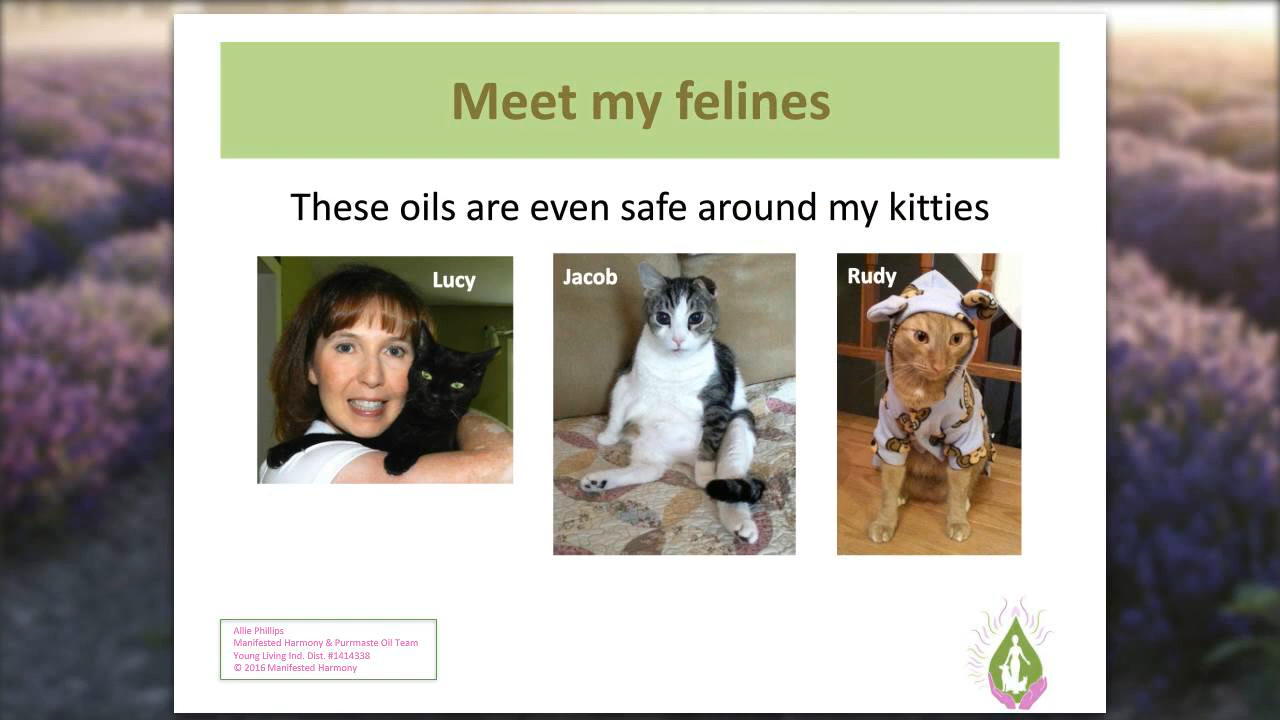 Meet my felines
These oils are even safe around my kitties
Lucy
Jacob
Rudy
Allie Phillips
Manifested Harmony & Purrmaste Oil Team
Young Living Ind. Dist. #1414338
© 2016 Manifested Harmony